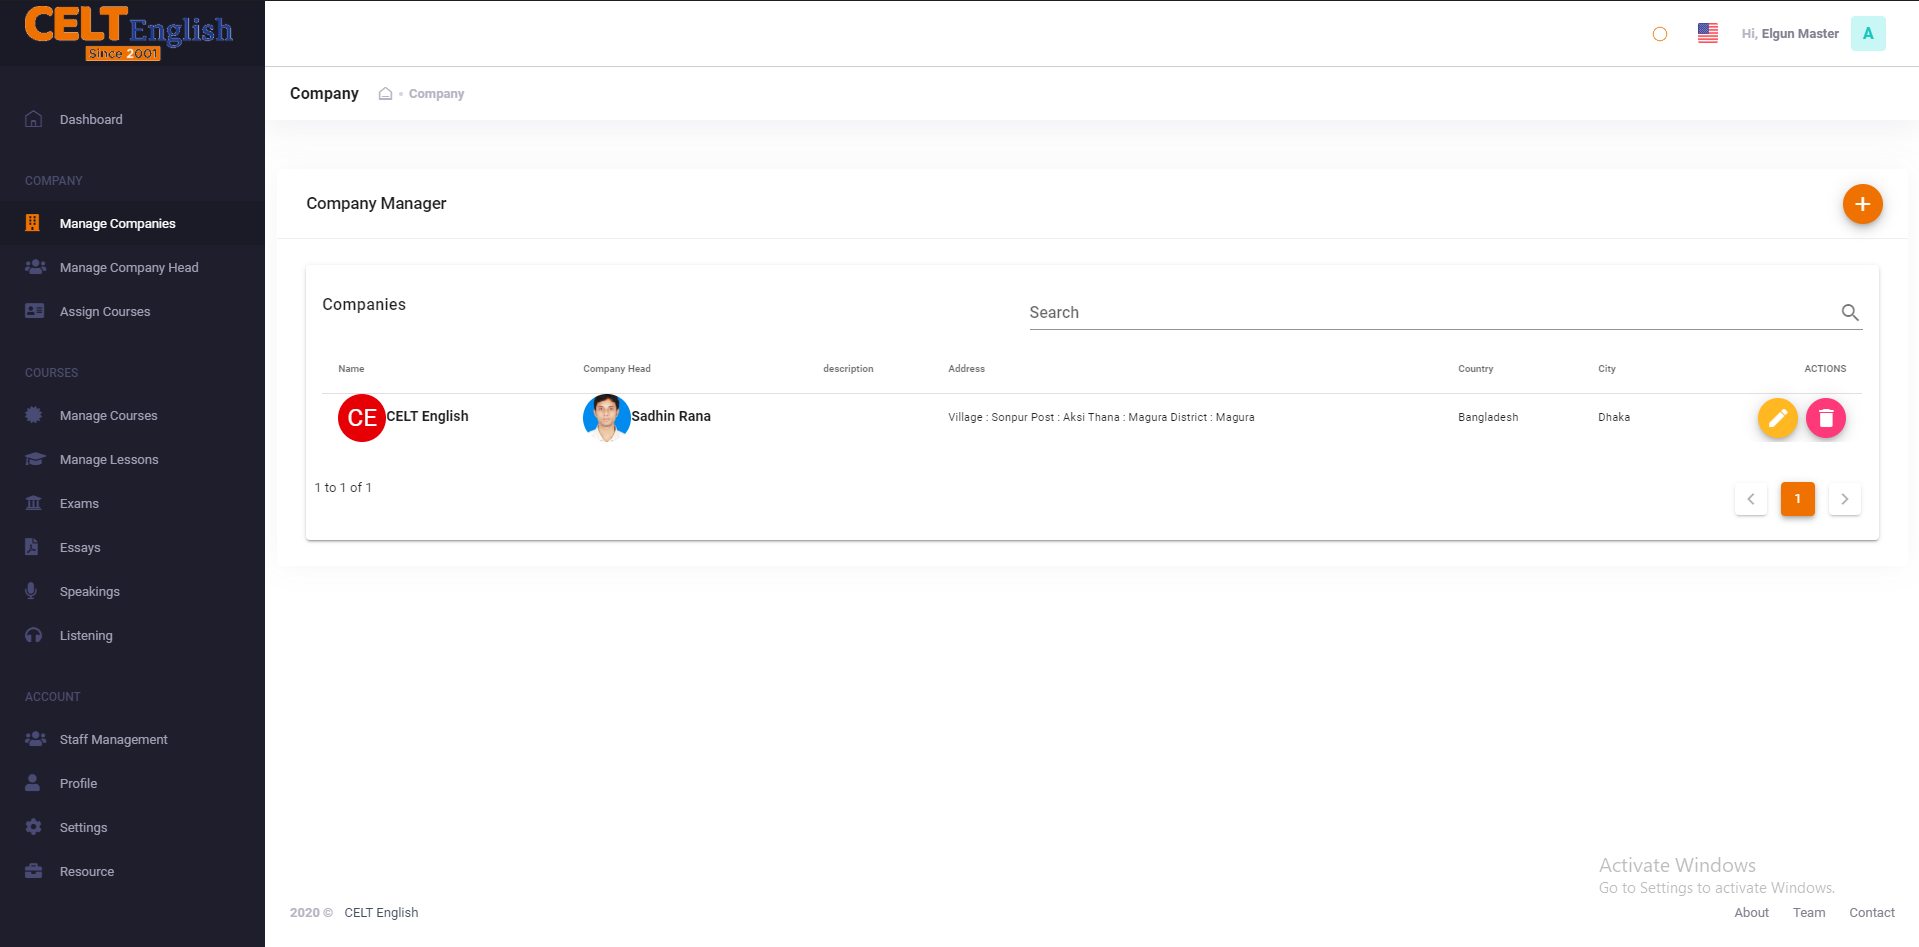 CELT English
Since 2001
Hi, Elgun Master
A
Company
Company
Dashboard
COMPANY
Manage Companies
Manage Company Head
Assign Courses
COURSES
Manage Courses
Manage Lessons
Exams
Essays
Speakings
Listening
ACCOUNT
Staff Management
Profile
Settings
Resource
Company Manager
Companies
Search
Name Company Head description Address Country City ACTIONS
CE CELT English Sadhin Rana Village : Sonpur Post : Aksi Thana : Magura District : Magura Bangladesh Dhaka
1 to 1 of 1
1
Activate Windows
Go to Settings to activate Windows.
2020 © CELT English
About Team Contact